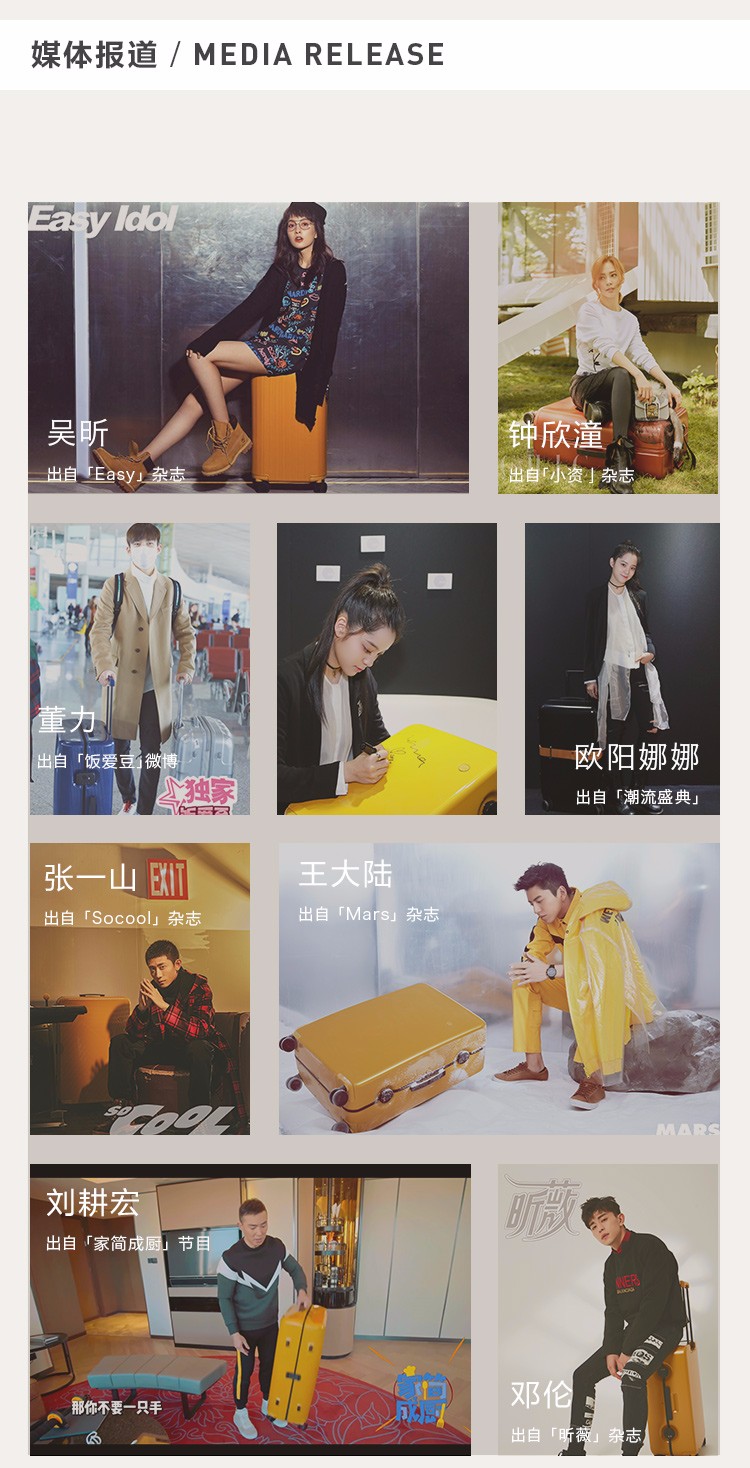 媒体报道 / MEDIA RELEASE
Easy Idol
吴昕
出自「Easy」杂志
钟欣潼
出自「小资」杂志
董力
出自「饭爱豆」微博
独家
欧阳娜娜
出自「潮流盛典」
张一山
EXIT
出自「Socool」杂志
SO COOL
王大陆
出自「Mars」杂志
MARS
刘耕宏
出自「家简成厨」节目
那你不要一只手
家简成厨
昕薇
邓伦
出自「昕薇」杂志